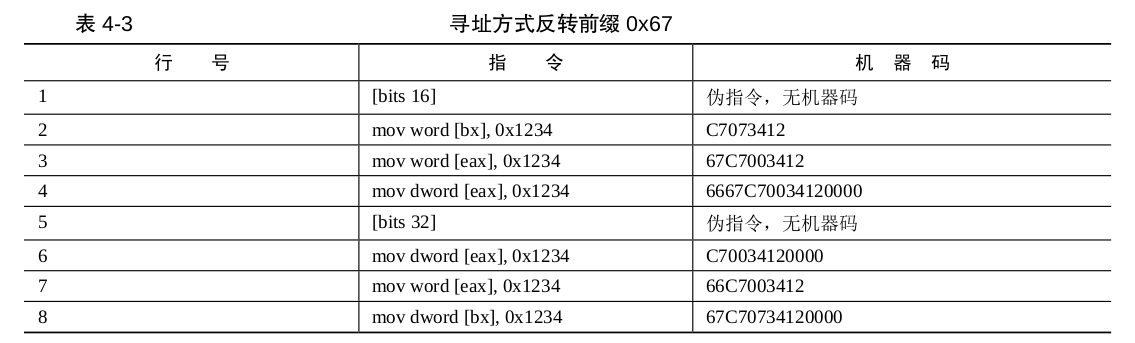 表 4-3 寻址方式反转前缀 0x67
行 号 指 令 机 器 码
1 [bits 16] 伪指令，无机器码
2 mov word [bx], 0x1234 C7073412
3 mov word [eax], 0x1234 67C7003412
4 mov dword [eax], 0x1234 6667C70034120000
5 [bits 32] 伪指令，无机器码
6 mov dword [eax], 0x1234 C70034120000
7 mov word [eax], 0x1234 66C7003412
8 mov dword [bx], 0x1234 67C70734120000